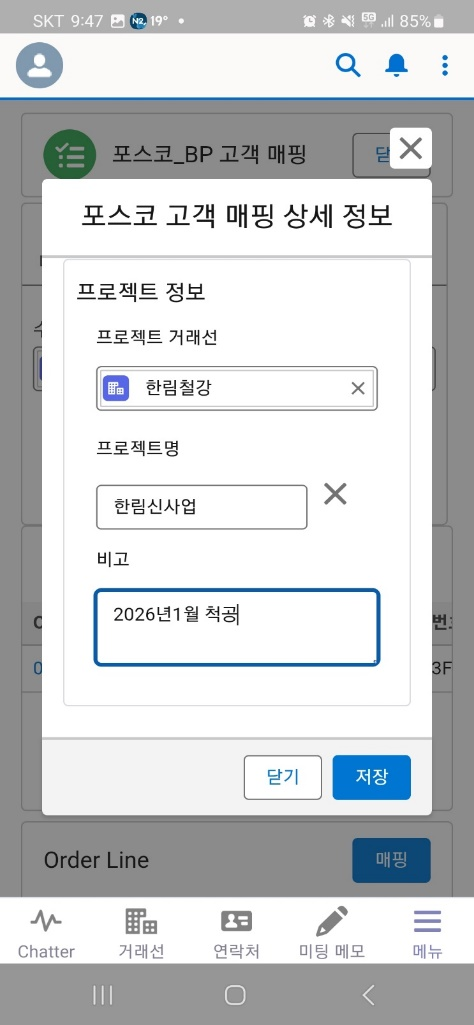 SKT 9:47 N2 19° 5G 85%
포스코_BP 고객 매핑
포스코 고객 매핑 상세 정보
프로젝트 정보
프로젝트 거래선
한림철강
프로젝트명
한림신사업
비고
2026년1월 척공
3F
닫기 저장
Order Line 매핑
Chatter 거래선 연락처 미팅 메모 메뉴